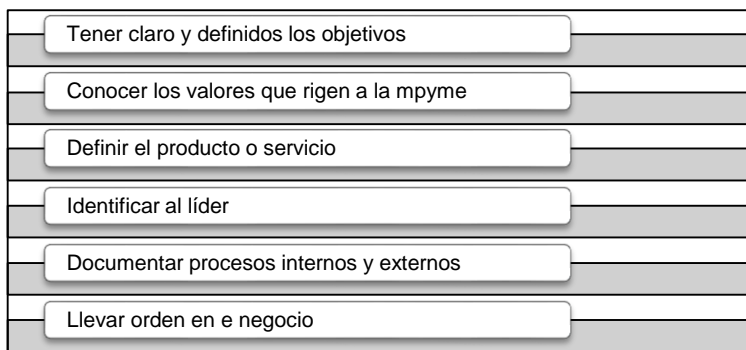 Tener claro y definidos los objetivos
Conocer los valores que rigen a la mpyme
Definir el producto o servicio
Identificar al líder
Documentar procesos internos y externos
Llevar orden en e negocio